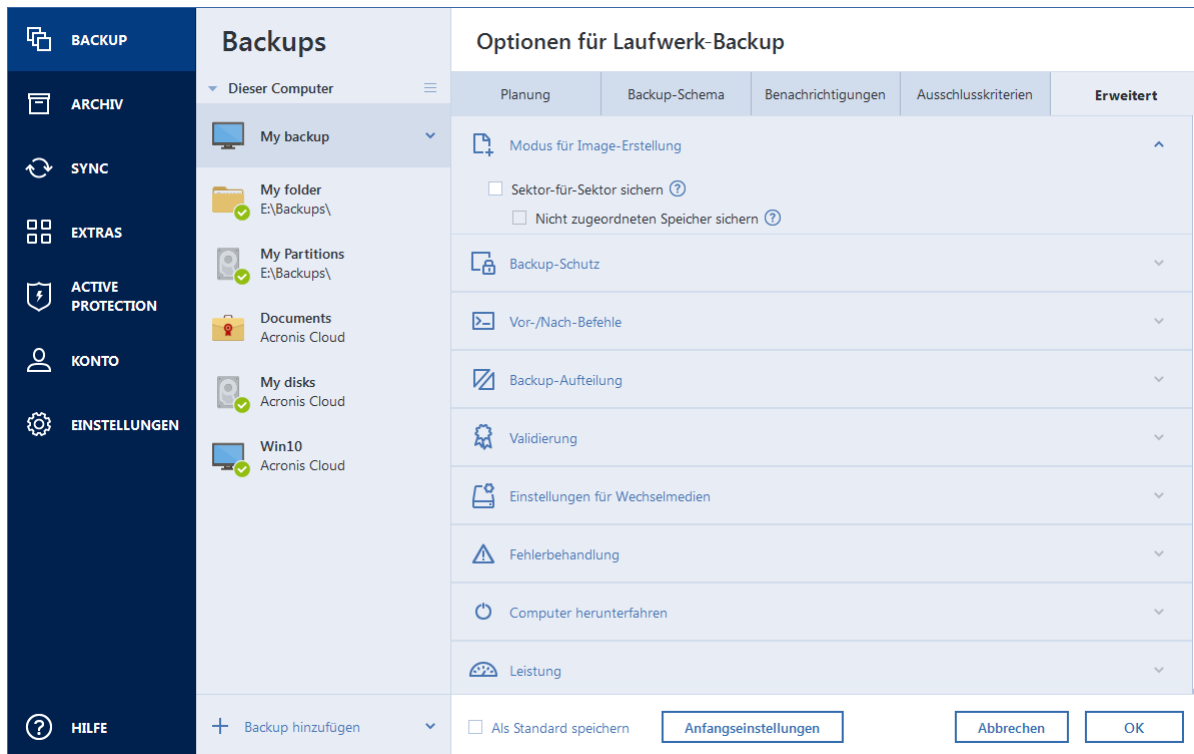 BACKUP
ARCHIV
SYNC
EXTRAS
ACTIVE
PROTECTION
KONTO
EINSTELLUNGEN
HILFE
Backups
Dieser Computer
My backup
My folder
E:\Backups\
My Partitions
E:\Backups\
Documents
Acronis Cloud
My disks
Acronis Cloud
Win10
Acronis Cloud
Backup hinzufügen
Optionen für Laufwerk-Backup
Planung
Backup-Schema
Benachrichtigungen
Ausschlusskriterien
Erweitert
Modus für Image-Erstellung
Sektor-für-Sektor sichern ?
Nicht zugeordneten Speicher sichern ?
Backup-Schutz
Vor-/Nach-Befehle
Backup-Aufteilung
Validierung
Einstellungen für Wechselmedien
Fehlerbehandlung
Computer herunterfahren
Leistung
Als Standard speichern
Anfangseinstellungen
Abbrechen
OK